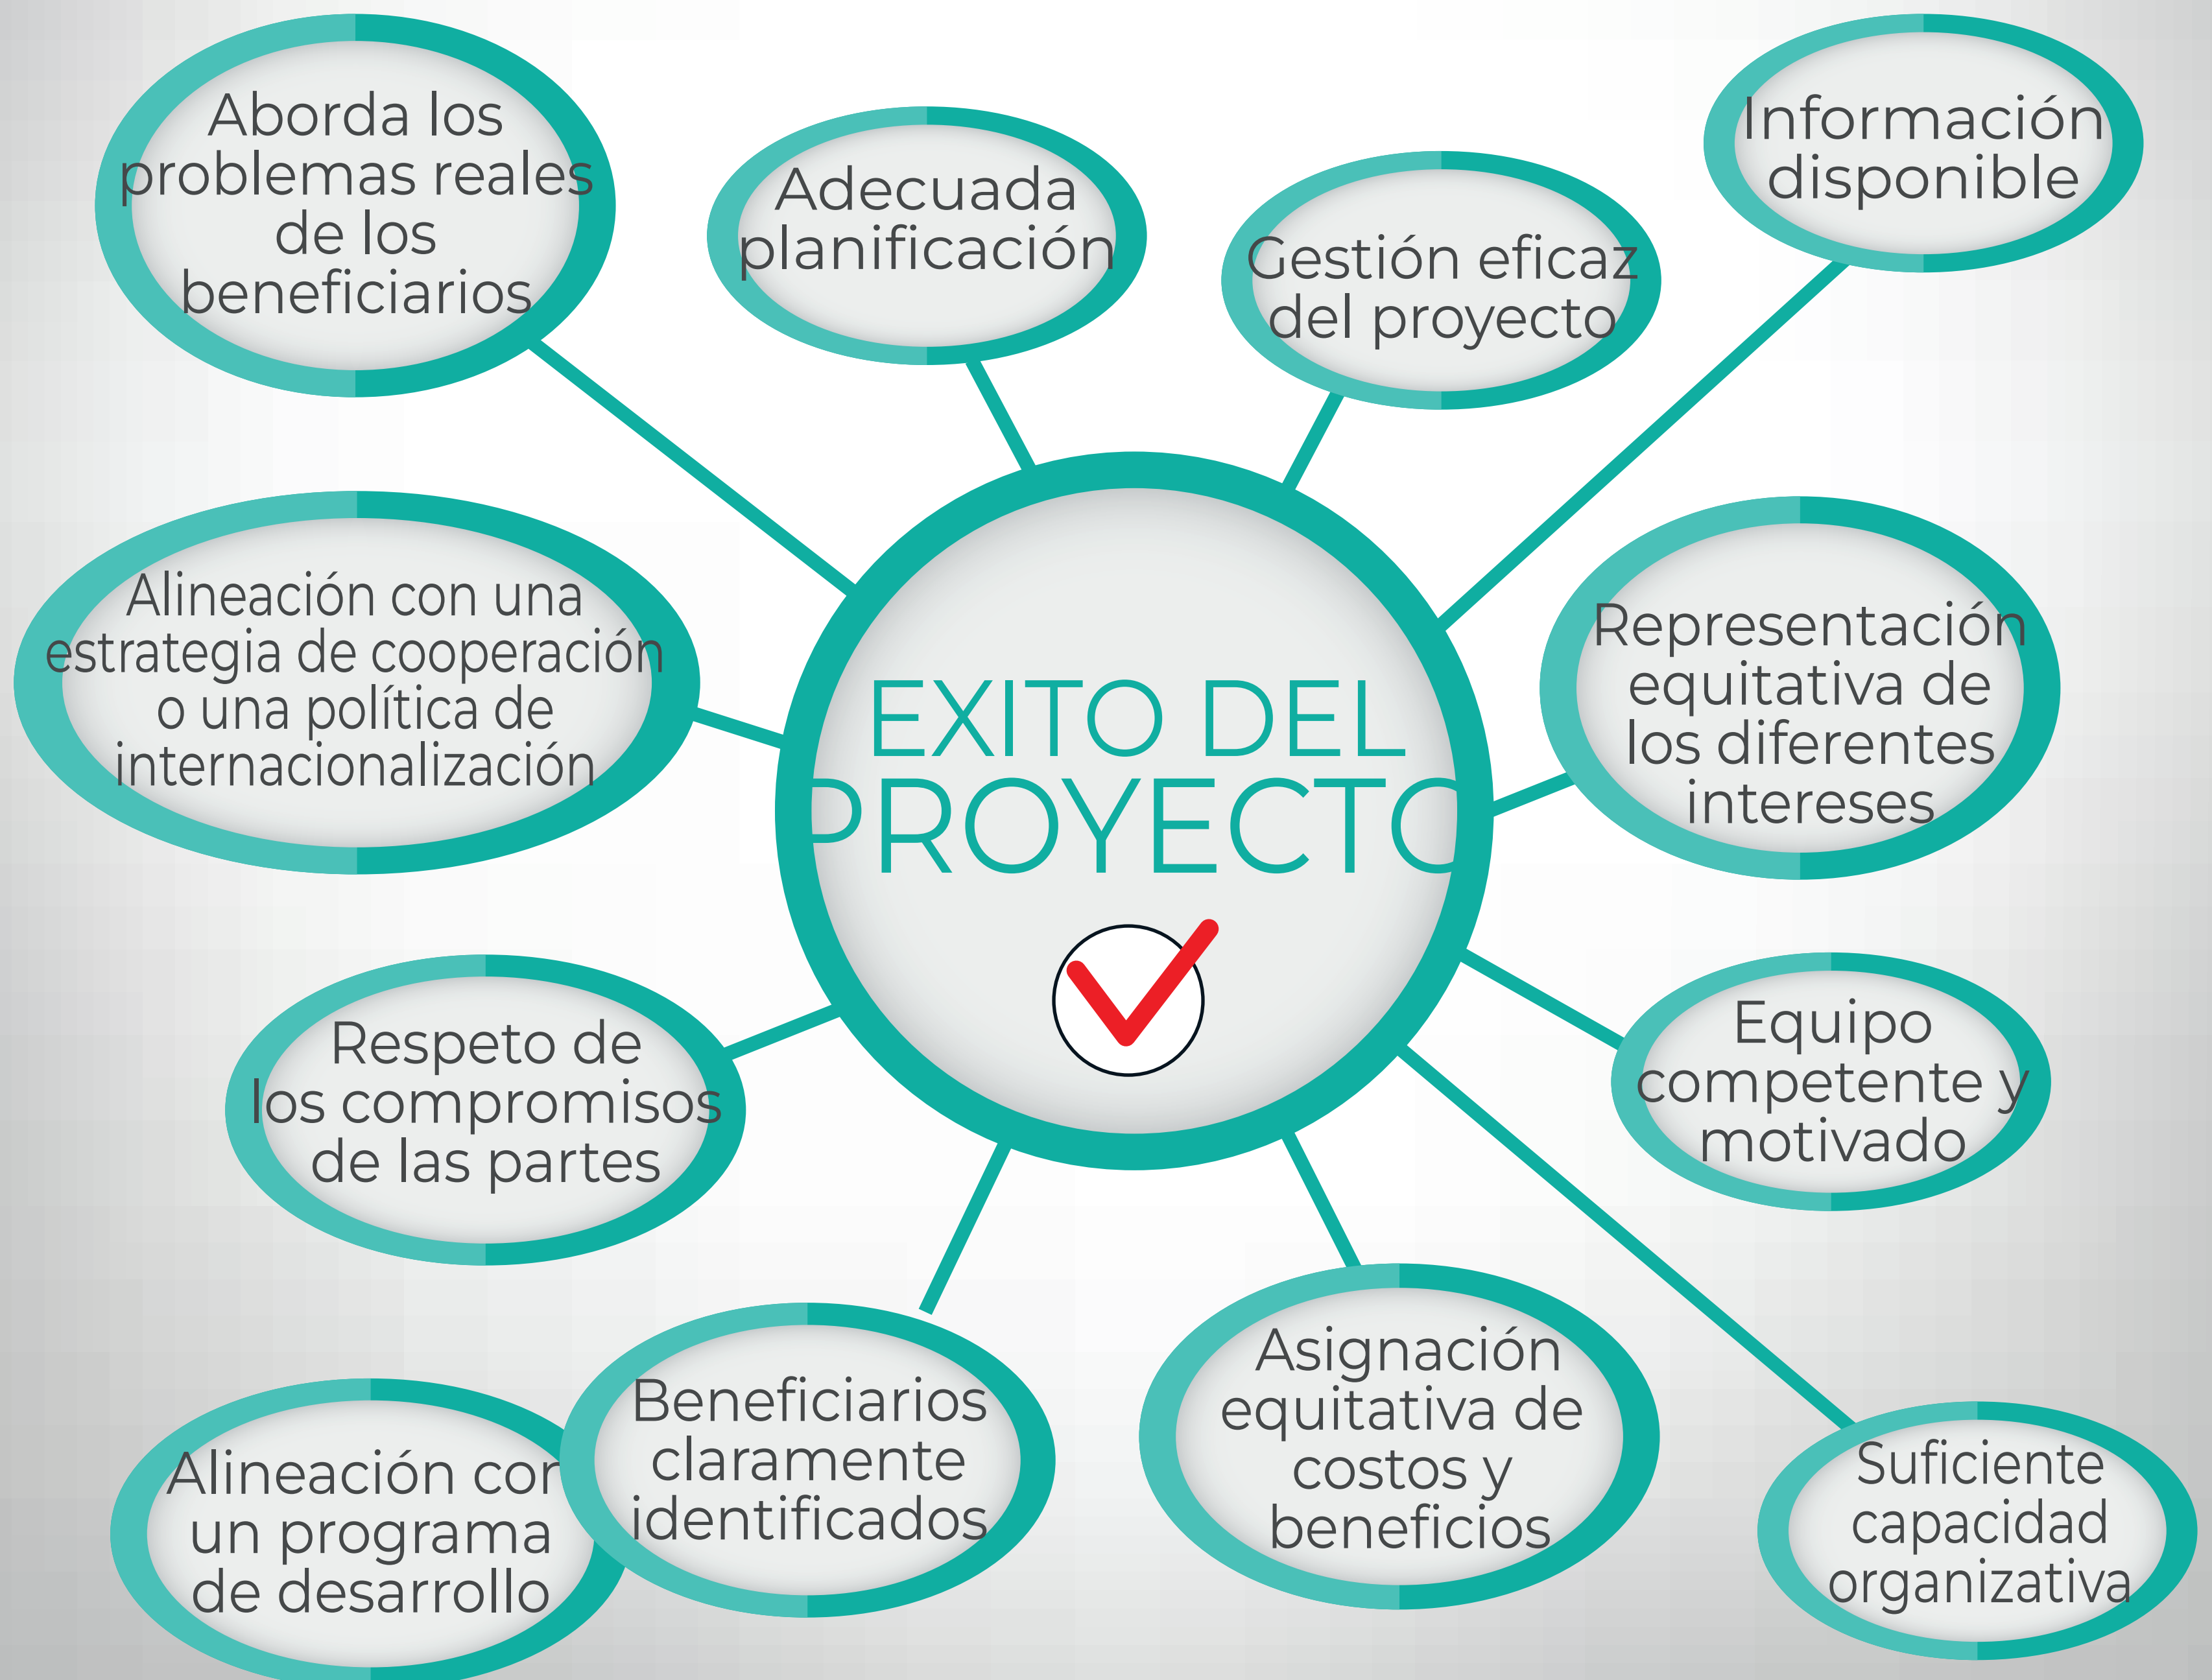 Aborda los
problemas reales
de los
beneficiarios
Adecuada
planificación
Gestión eficaz
del proyecto
Información
disponible
Alineación con una
estrategia de cooperación
o una política de
internacionalización
EXITO DEL
PROYECTO
Representación
equitativa de
los diferentes
intereses
Respeto de
los compromisos
de las partes
Equipo
competente y
motivado
Alineación con
un programa
de desarrollo
Beneficiarios
claramente
identificados
Asignación
equitativa de
costos y
beneficios
Suficiente
capacidad
organizativa